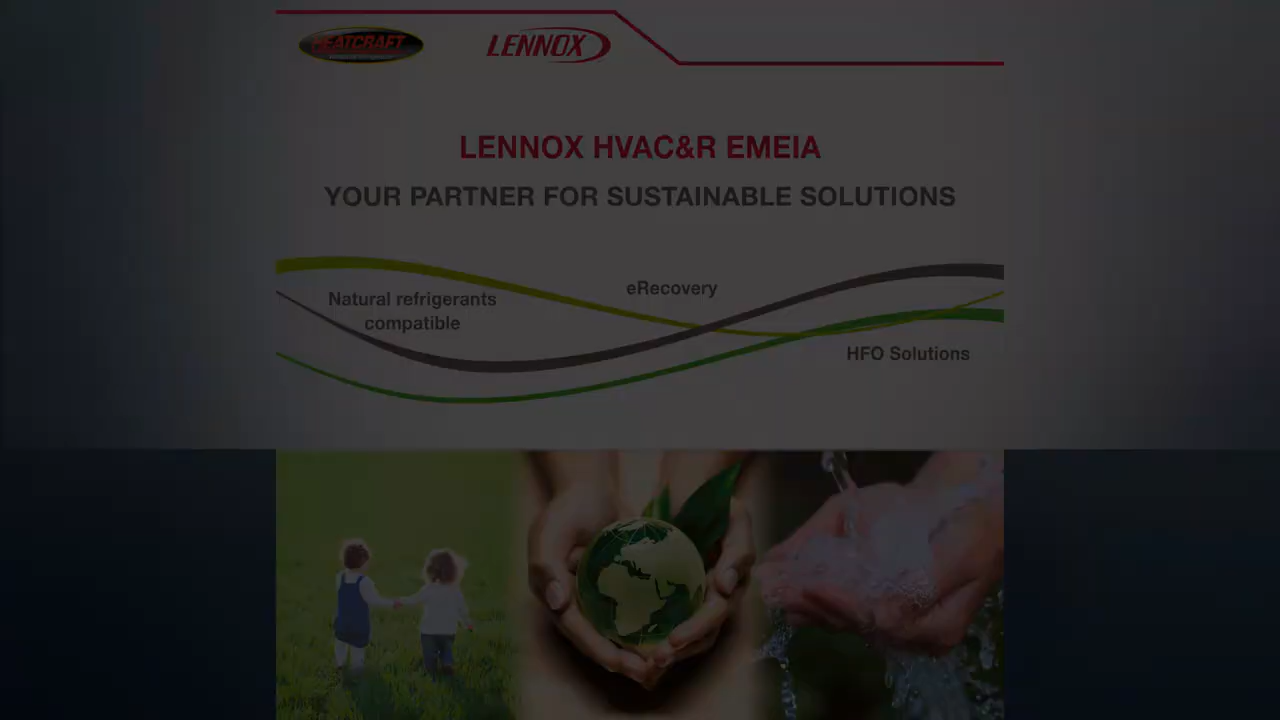 HEATCRAFT
LENNOX
LENNOX HVAC&R EMEIA
YOUR PARTNER FOR SUSTAINABLE SOLUTIONS
eRecovery
Natural refrigerants
compatible
HFO Solutions